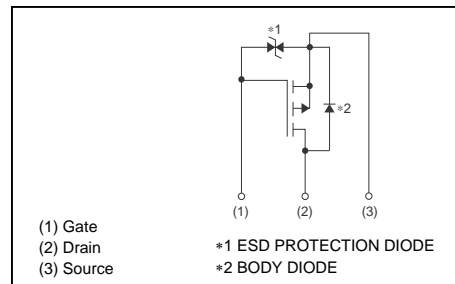 ∗1
∗2
(1) (2) (3)
(1) Gate
(2) Drain
(3) Source
∗1 ESD PROTECTION DIODE
∗2 BODY DIODE